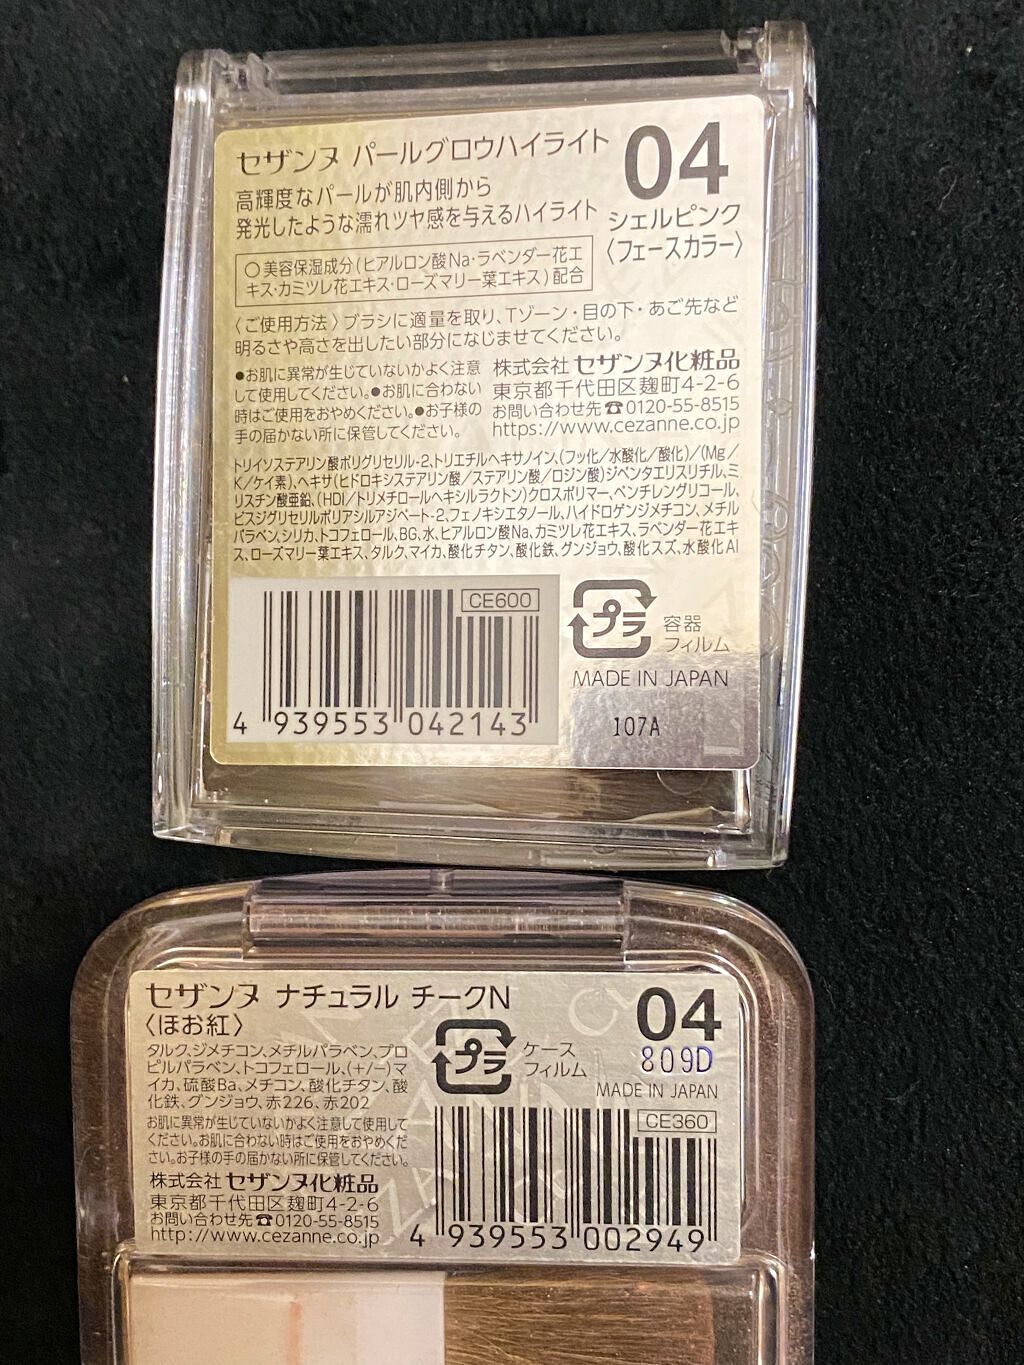 セザンヌ パールグロウハイライト
04
高輝度なパールが肌内側から
発光したような濡れツヤ感を与えるハイライト
シェルピンク
〈フェースカラー〉
○美容保湿成分(ヒアルロン酸Na・ラベンダー花エ
キス・カミツレ花エキス・ローズマリー葉エキス)配合
〈ご使用方法〉ブラシに適量を取り、Tゾーン・目の下・あご先など
明るさや高さを出したい部分になじませてください。
●お肌に異常が生じていないかよく注意
して使用してください。●お肌に合わない
時はご使用をおやめください。●お子様の
手の届かない所に保管してください。
株式会社セザンヌ化粧品
東京都千代田区麹町4-2-6
お問い合わせ先☎0120-55-8515
https://www.cezanne.co.jp
トリイソステアリン酸ポリグリセリル-2、トリエチルヘキサノイン、(フッ化/水酸化/酸化)/(Mg/
K/ケイ素)、ヘキサ(ヒドロキシステアリン酸/ステアリン酸/ロジン酸)ジペンタエリスリチル、ミ
リスチン酸亜鉛、(HDI/トリメチロールヘキシルラクトン)クロスポリマー、ペンチレングリコール、
ビスジグリセリルポリアシルアジペート-2、フェノキシエタノール、ハイドロゲンジメチコン、メチル
パラベン、シリカ、トコフェロール、BG、水、ヒアルロン酸Na、カミツレ花エキス、ラベンダー花エキ
ス、ローズマリー葉エキス、タルク、マイカ、酸化チタン、酸化鉄、グンジョウ、酸化スズ、水酸化Al
CE600
4 939553 042143
プラ
容器
フィルム
MADE IN JAPAN
107A
セザンヌ ナチュラル チークN
〈ほお紅〉
タルク、ジメチコン、メチルパラベン、プロ
ピルパラベン、トコフェロール、(+/-)マ
イカ、硫酸Ba、メチコン、酸化チタン、酸
化鉄、グンジョウ、赤226、赤202
お肌に異常が生じていないかよく注意して使用して
ください。お肌に合わない時はご使用をおやめくだ
さい。お子様の手の届かない所に保管してください。
株式会社セザンヌ化粧品
東京都千代田区麹町4-2-6
お問い合わせ先☎0120-55-8515
http://www.cezanne.co.jp
プラ
ケース
フィルム
04
809D
MADE IN JAPAN
CE360
4 939553 002949